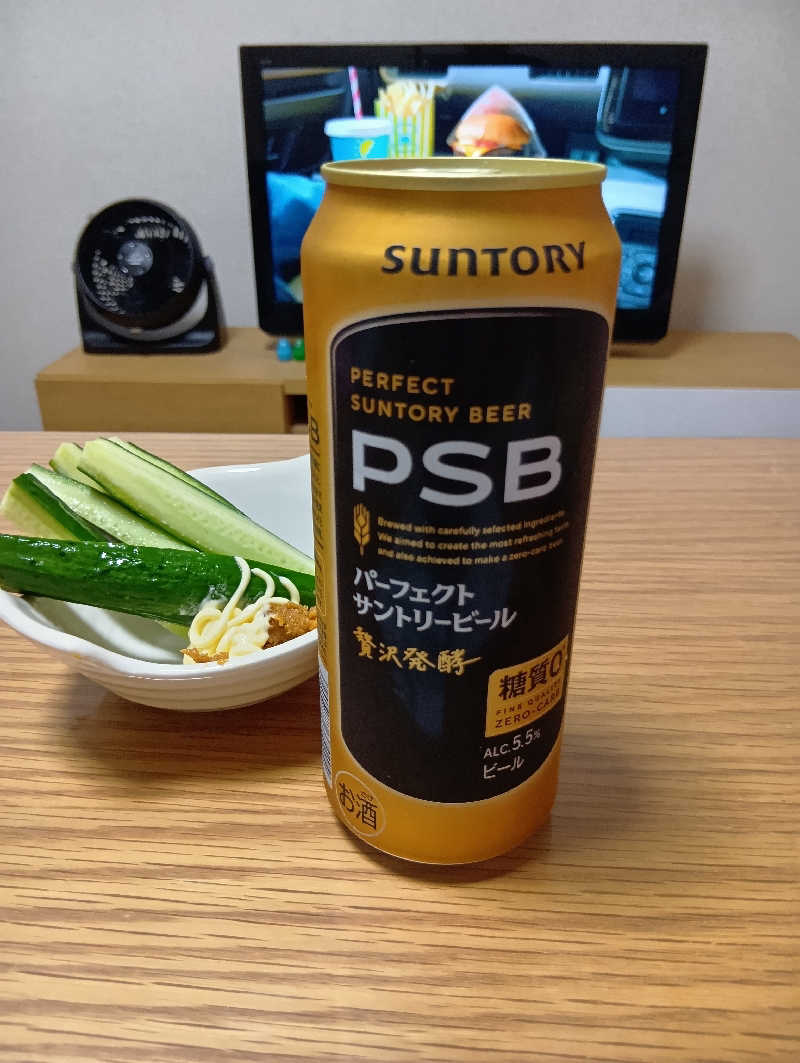 SUNTORY
PERFECT
SUNTORY BEER
PSB
Brewed with carefully selected ingredients.
We aimed to create the most refreshing taste
and also achieved to make a zero-carb beer.
パーフェクト
サントリービール
贅沢発酵
糖質0
FINE QUALITY
ZERO-CARB
ALC.5.5%
ビール
お酒